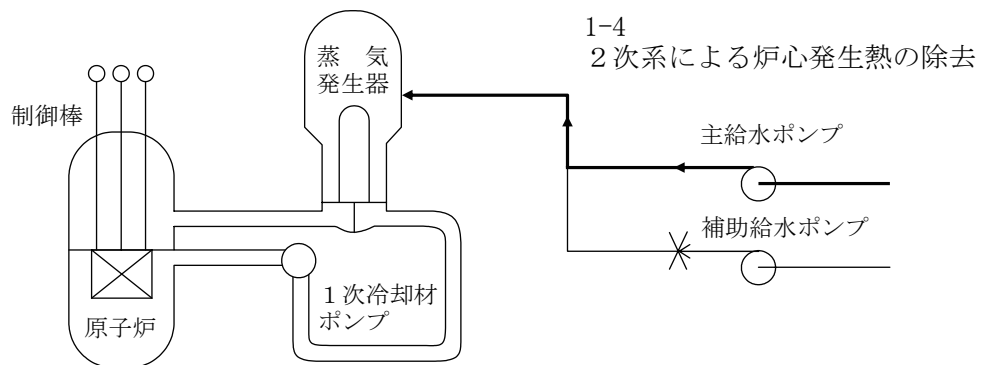 1-4
２次系による炉心発生熱の除去
蒸　気
発生器
制御棒
主給水ポンプ
補助給水ポンプ
１次冷却材
ポンプ
原子炉